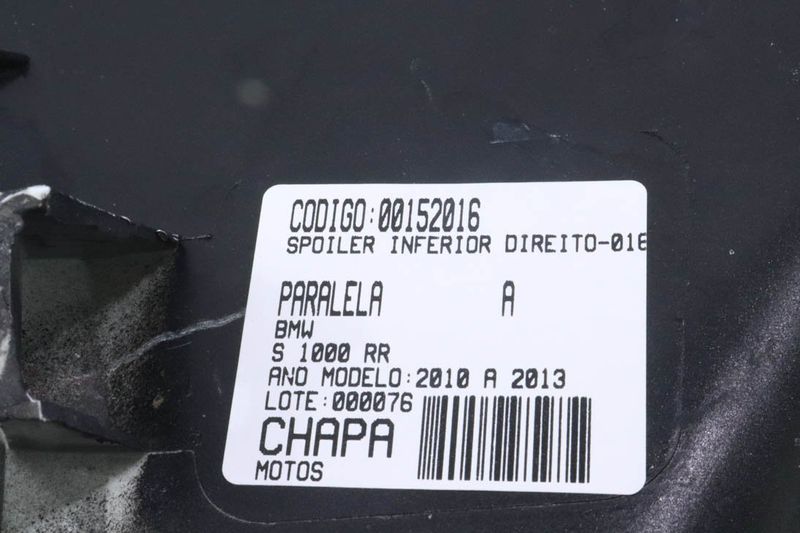 CODIGO:00152016
SPOILER INFERIOR DIREITO-016
PARALELA A
BMW
S 1000 RR
ANO MODELO:2010 A 2013
LOTE:000076
CHAPA
MOTOS